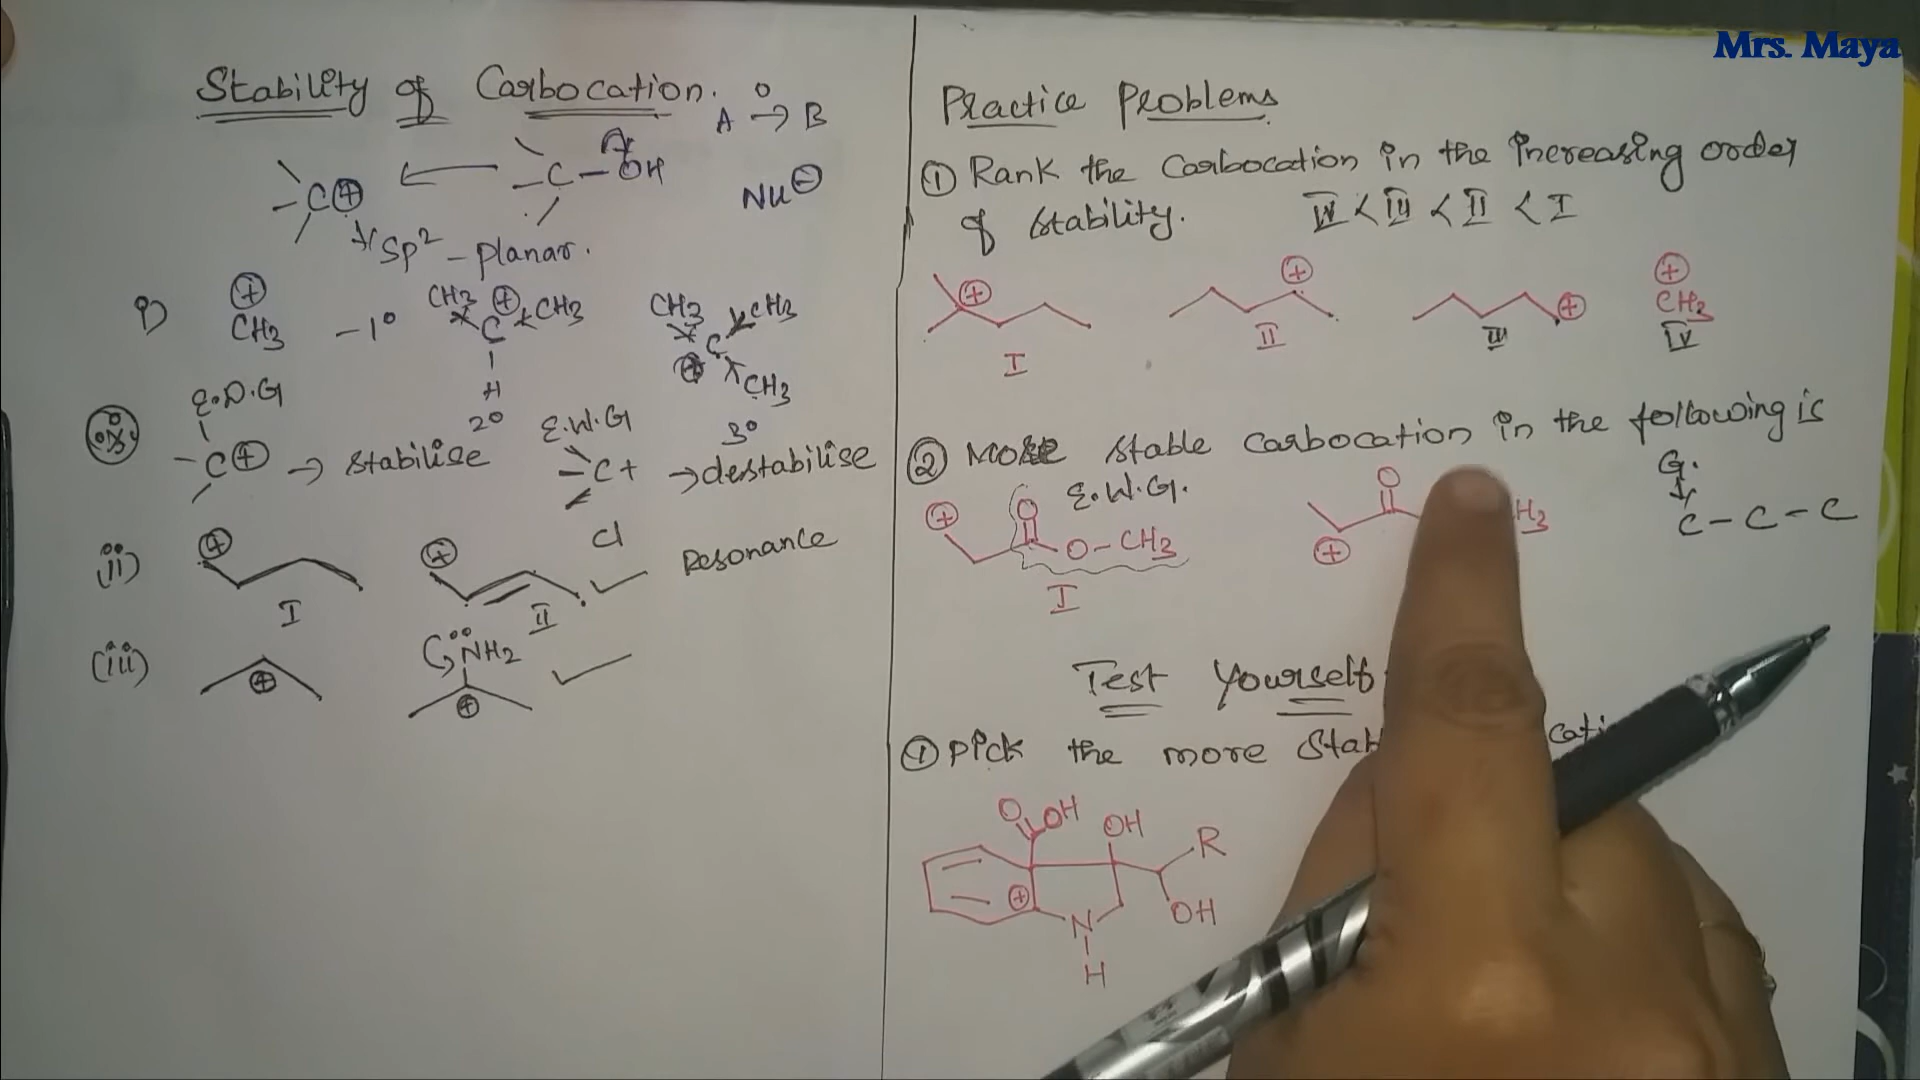 Mrs. Maya
Stability of Carbocation.
A → B
C⊕ ← C-OH
Nu⊖
sp² - planar.
i) ⊕
CH3 - 1°
CH3 ⊕ CH3
C
H
2°
CH3 CH3
⊕ C
CH3
3°
E.D.G
-C⊕ → stabilise
E.W.G
C+ → destabilise
Cl
(ii) ⊕ I
⊕ II
Resonance
(iii) ⊕
NH2
⊕
Practice Problems
① Rank the Carbocation in the increasing order
of stability. IV < III < II < I
⊕ I
⊕ II
⊕ III
⊕
CH3
IV
② More stable carbocation in the following is
⊕ O
O-CH3
E.W.G.
I
O
⊕
H3
G.
C-C-C
Test Yourself
① Pick the more
O OH
OH
R
⊕
N
H
OH